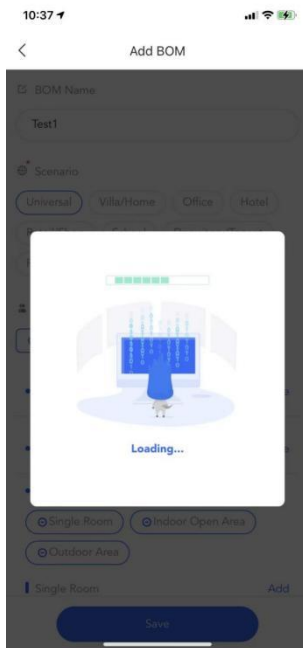 10:37
Add BOM
BOM Name
Test1
Scenario
Universal Villa/Home Office Hotel
Loading...
Single Room Indoor Open Area
Outdoor Area
Single Room Add
Save